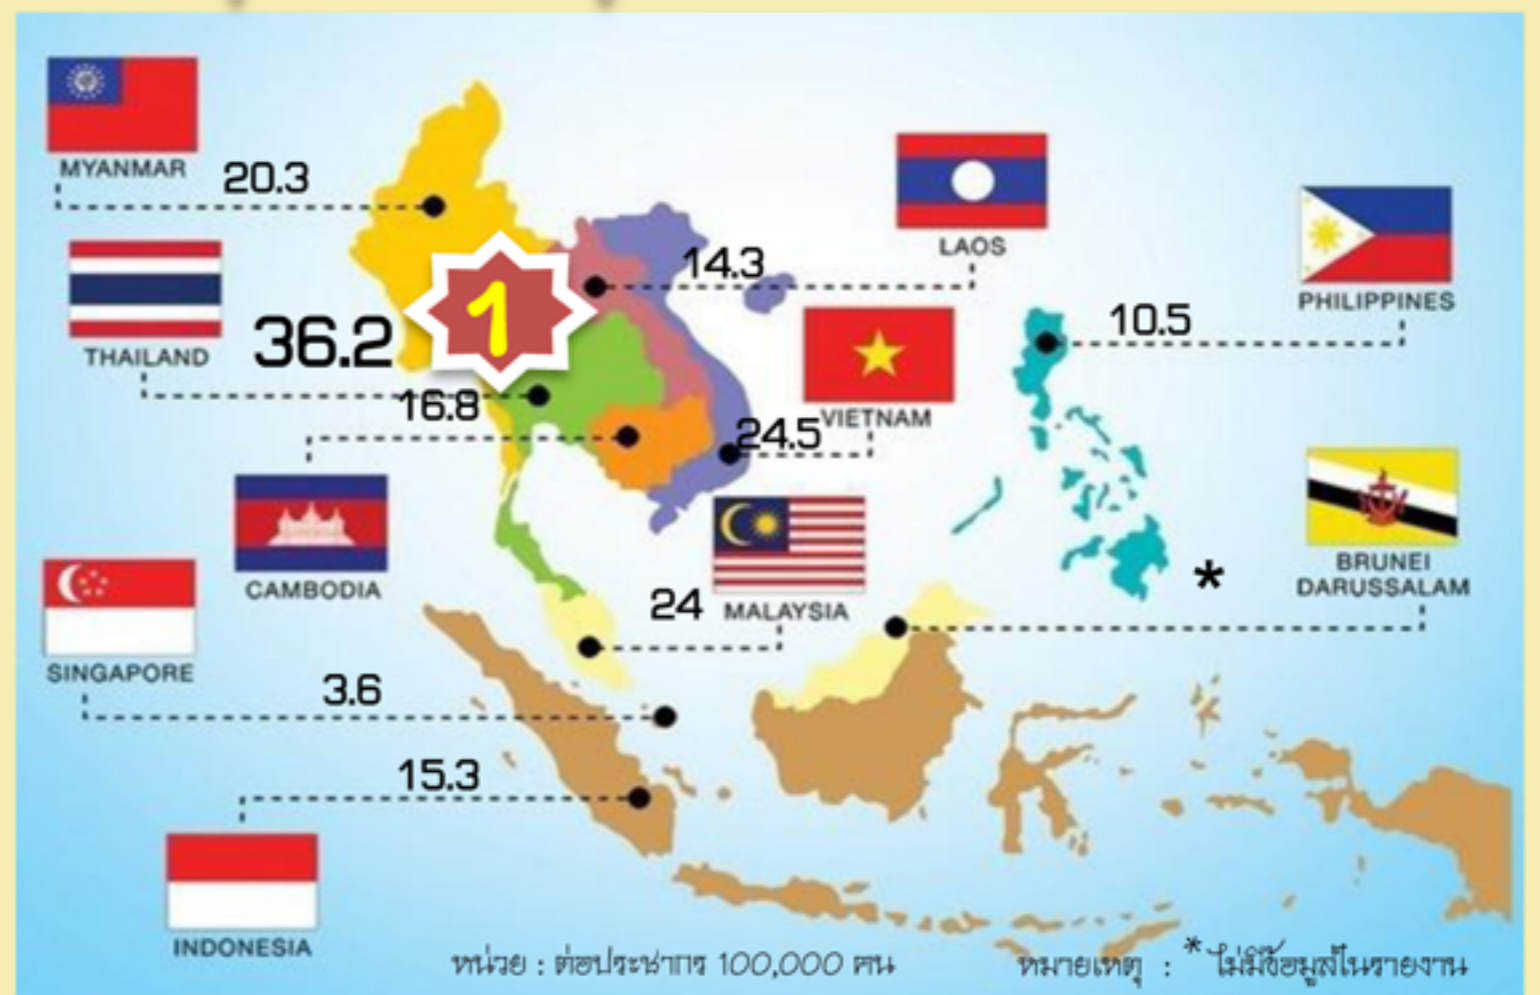 MYANMAR
20.3
LAOS
14.3
PHILIPPINES
10.5
THAILAND
36.2
1
16.8
VIETNAM
24.5
CAMBODIA
BRUNEI
DARUSSALAM
*
24
MALAYSIA
SINGAPORE
3.6
15.3
INDONESIA
หน่วย : ต่อประชากร 100,000 คน
หมายเหตุ : * ไม่มีข้อมูลในรายงาน